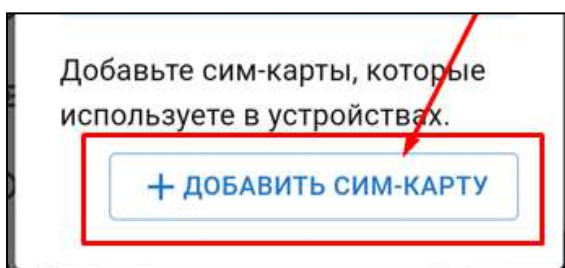 Добавьте сим-карты, которые
используете в устройствах.
+ ДОБАВИТЬ СИМ-КАРТУ